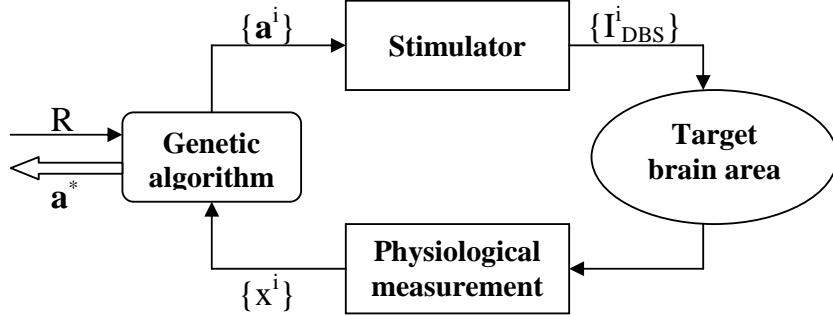 {a^i}
Stimulator
{I^i_DBS}
R
Genetic
algorithm
a*
Target
brain area
Physiological
measurement
{x^i}